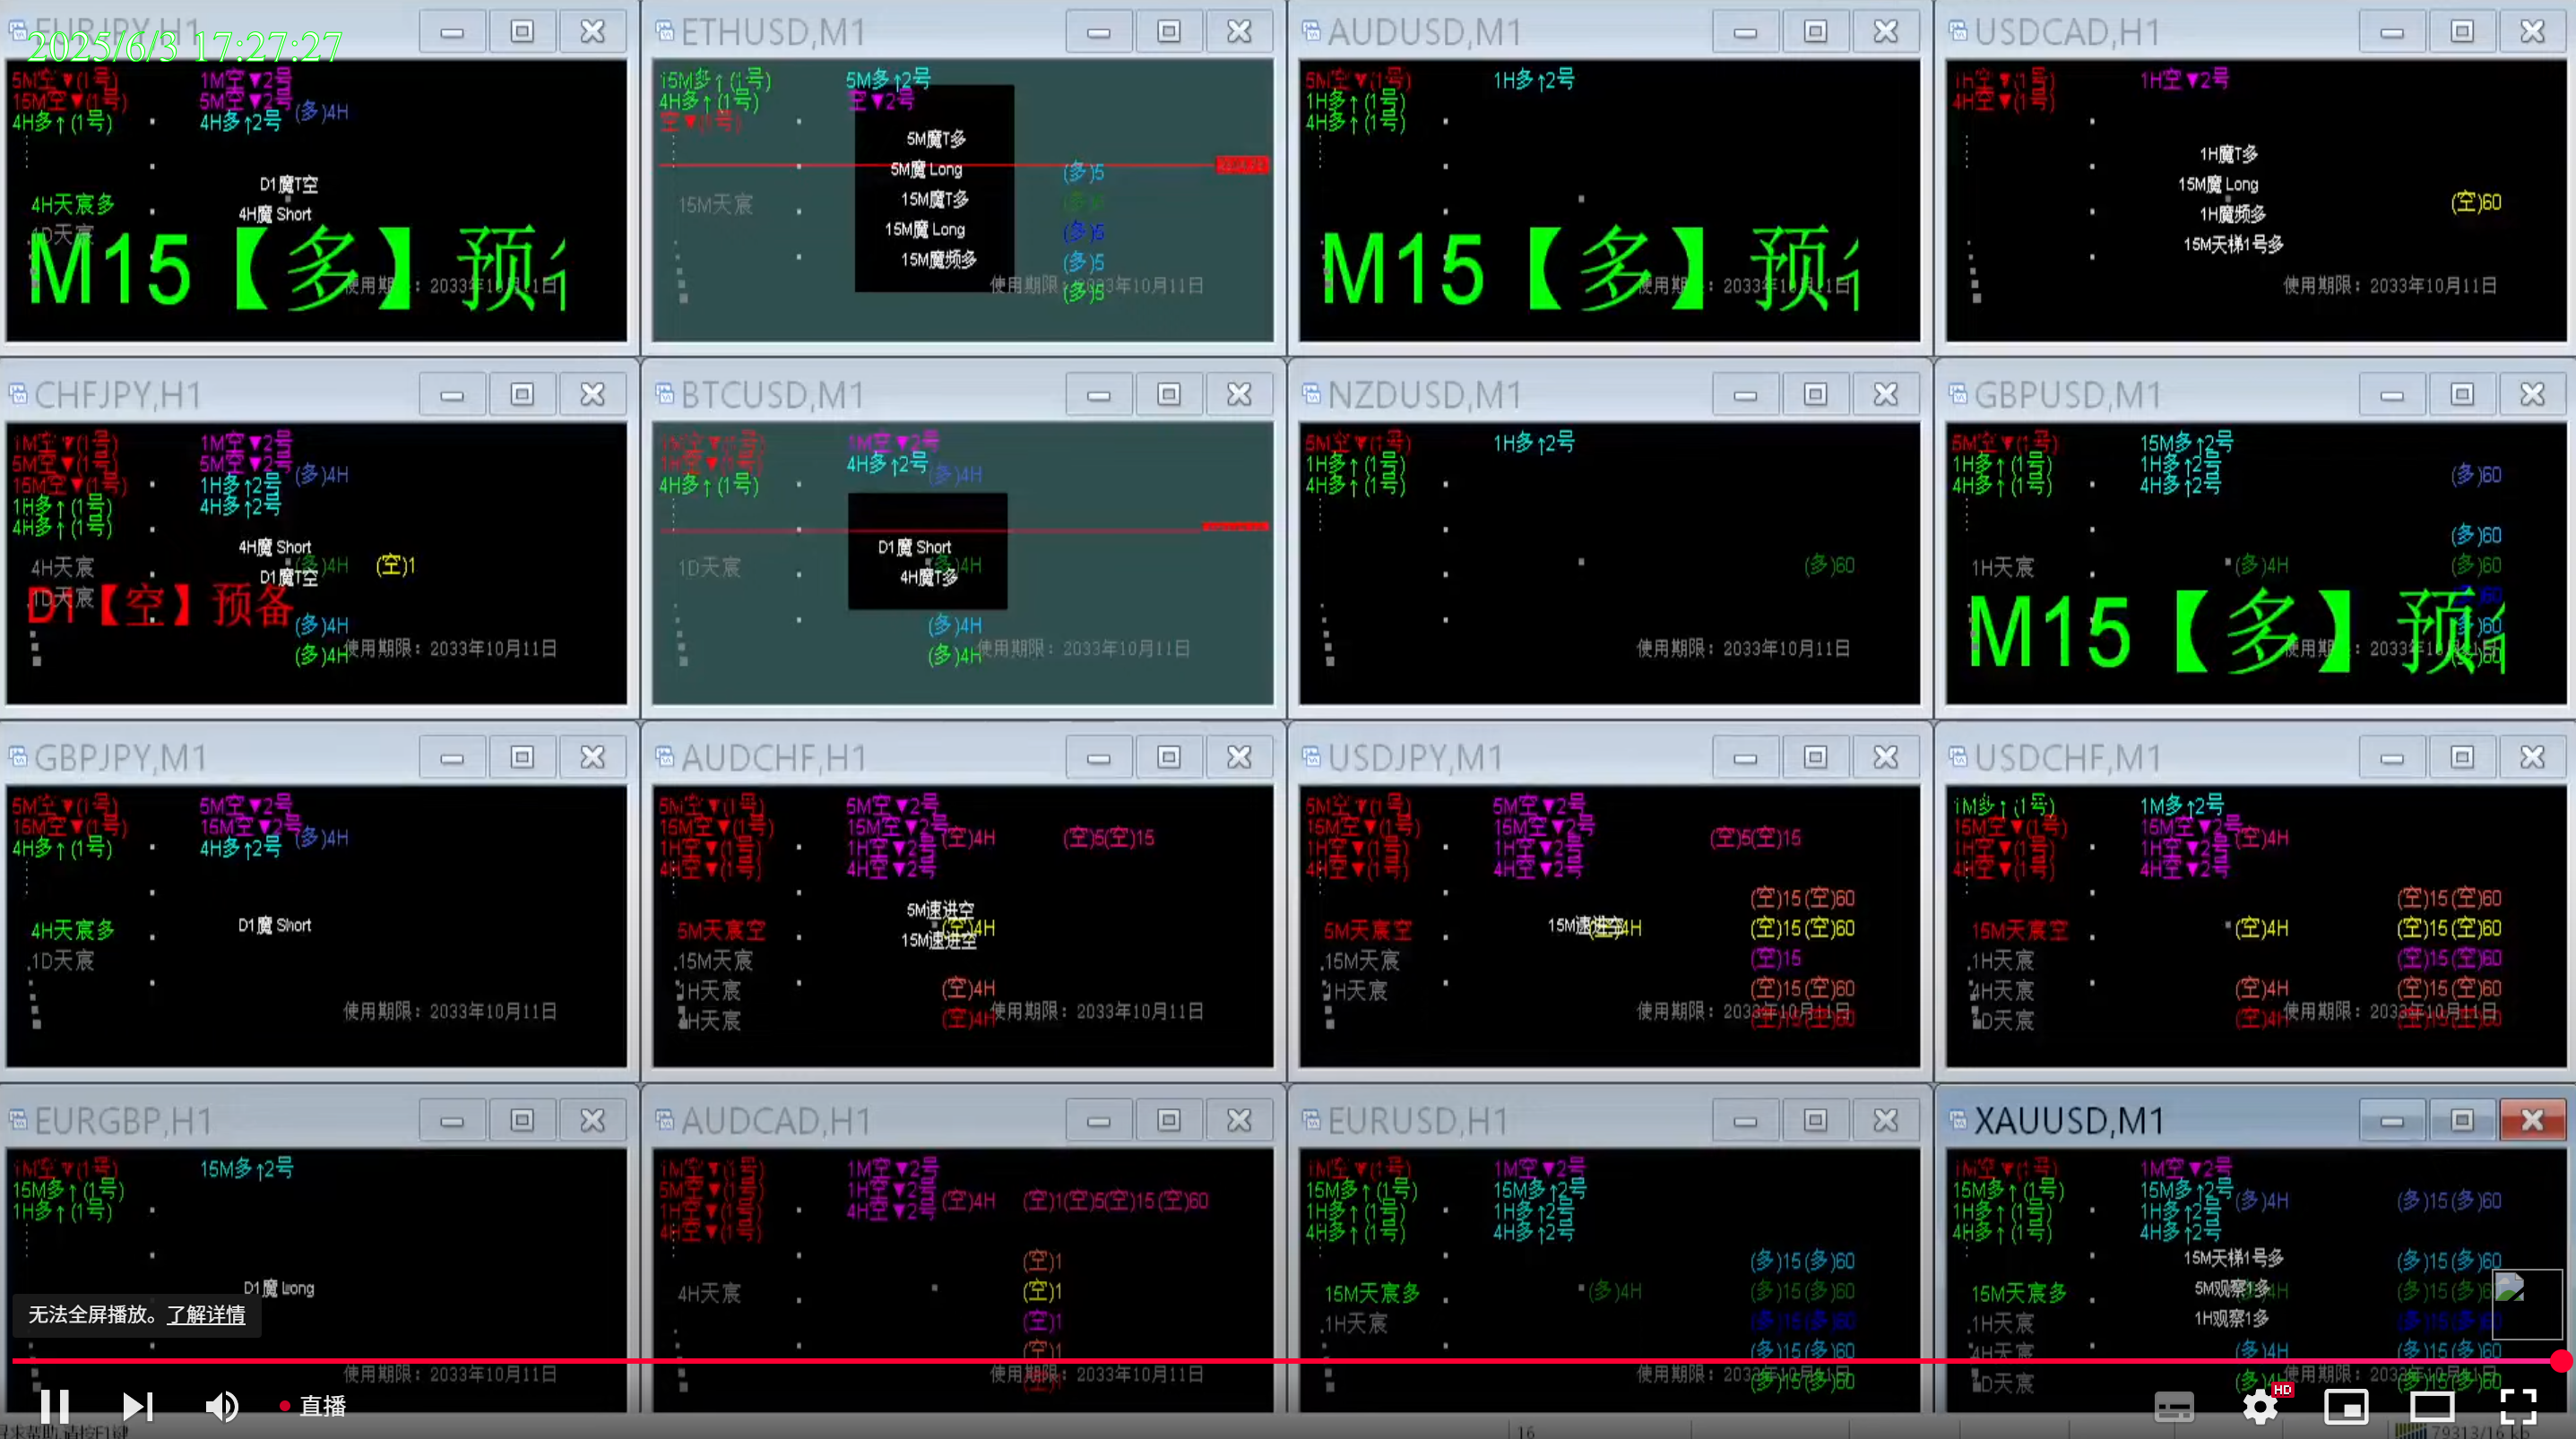 2025/6/3 17:27:27
EURJPY,H1
5M空▼(1号)
1M空▼2号
15M空▼(1号)
5M空▼2号
4H多↑(1号)
4H多↑2号
(多)4H
D1魔T空
4H天宸多
4H魔 Short
1D天宸
M15【多】预
使用期限：2033年10月11日
ETHUSD,M1
15M多↑(1号)
5M多↑2号
4H多↑(1号)
空▼2号
空▼(1号)
5M魔T多
5M魔 Long
(多)5
15M天宸
15M魔T多
15M魔 Long
(多)5
15M魔频多
(多)5
使用期限：2033年10月11日
(多)5
AUDUSD,M1
5M空▼(1号)
1H多↑2号
1H多↑(1号)
4H多↑(1号)
M15【多】预
使用期限：2033年10月11日
USDCAD,H1
1H空▼(1号)
1H空▼2号
4H空▼(1号)
1H魔T多
15M魔 Long
(空)60
1H魔频多
15M天梯1号多
使用期限：2033年10月11日
CHFJPY,H1
1M空▼(1号)
1M空▼2号
5M空▼(1号)
5M空▼2号
(多)4H
15M空▼(1号)
1H多↑2号
1H多↑(1号)
4H多↑2号
4H多↑(1号)
4H魔 Short
4H天宸
(多)4H
(空)1
D1魔T空
1D天宸
D1【空】预备
(多)4H
(多)4H
使用期限：2033年10月11日
BTCUSD,M1
1M空▼(1号)
1M空▼2号
1H空▼(1号)
4H多↑2号
(多)4H
4H多↑(1号)
D1魔 Short
1D天宸
(多)4H
4H魔T多
(多)4H
(多)4H
使用期限：2033年10月11日
NZDUSD,M1
5M空▼(1号)
1H多↑2号
1H多↑(1号)
4H多↑(1号)
(多)60
使用期限：2033年10月11日
GBPUSD,M1
5M空▼(1号)
15M多↑2号
1H多↑(1号)
1H多↑2号
(多)60
4H多↑(1号)
4H多↑2号
(多)60
1H天宸
(多)4H
(多)60
M15【多】预
(多)60
使用期限：2033年10月11日
GBPJPY,M1
5M空▼(1号)
5M空▼2号
15M空▼(1号)
15M空▼2号
(多)4H
4H多↑(1号)
4H多↑2号
4H天宸多
D1魔 Short
1D天宸
使用期限：2033年10月11日
AUDCHF,H1
5M空▼(1号)
5M空▼2号
15M空▼(1号)
15M空▼2号
(空)4H
(空)5(空)15
1H空▼(1号)
1H空▼2号
4H空▼(1号)
4H空▼2号
5M速进空
5M天宸空
(空)4H
15M速进空
15M天宸
1H天宸
(空)4H
4H天宸
(空)4H
使用期限：2033年10月11日
USDJPY,M1
5M空▼(1号)
5M空▼2号
15M空▼(1号)
15M空▼2号
(空)5(空)15
1H空▼(1号)
1H空▼2号
4H空▼(1号)
4H空▼2号
(空)15(空)60
5M天宸空
15M速进空
(空)15(空)60
15M天宸
(空)15
1H天宸
(空)15(空)60
使用期限：2033年10月11日
(空)15(空)60
USDCHF,M1
1M多↑(1号)
1M多↑2号
15M空▼(1号)
15M空▼2号
(空)4H
1H空▼(1号)
1H空▼2号
4H空▼(1号)
4H空▼2号
(空)15(空)60
15M天宸空
(空)4H
(空)15(空)60
1H天宸
(空)15(空)60
4H天宸
(空)4H
(空)15(空)60
1D天宸
(空)4H
使用期限：2033年10月11日
(空)15(空)60
EURGBP,H1
1M空▼(1号)
15M多↑2号
15M多↑(1号)
1H多↑(1号)
D1魔 Long
使用期限：2033年10月11日
AUDCAD,H1
1M空▼(1号)
1M空▼2号
5M空▼(1号)
1H空▼2号
(空)4H
(空)1(空)5(空)15(空)60
1H空▼(1号)
4H空▼2号
4H空▼(1号)
(空)1
4H天宸
(空)1
(空)1
(空)1
使用期限：2033年10月11日
EURUSD,H1
1M空▼(1号)
1M空▼2号
15M多↑(1号)
15M多↑2号
1H多↑(1号)
1H多↑2号
4H多↑(1号)
4H多↑2号
(多)15(多)60
15M天宸多
(多)4H
(多)15(多)60
1H天宸
(多)15(多)60
(多)15(多)60
使用期限：2033年10月11日
(多)15(多)60
XAUUSD,M1
1M空▼(1号)
1M空▼2号
15M多↑(1号)
15M多↑2号
(多)4H
(多)15(多)60
1H多↑(1号)
1H多↑2号
4H多↑(1号)
4H多↑2号
15M天梯1号多
(多)15(多)60
15M天宸多
5M观察1多
1H天宸
1H观察1多
4H天宸
(多)4H
(多)15(多)60
1D天宸
使用期限：2033年10月11日
无法全屏播放。了解详情
直播
HD
16
79313/16 kb